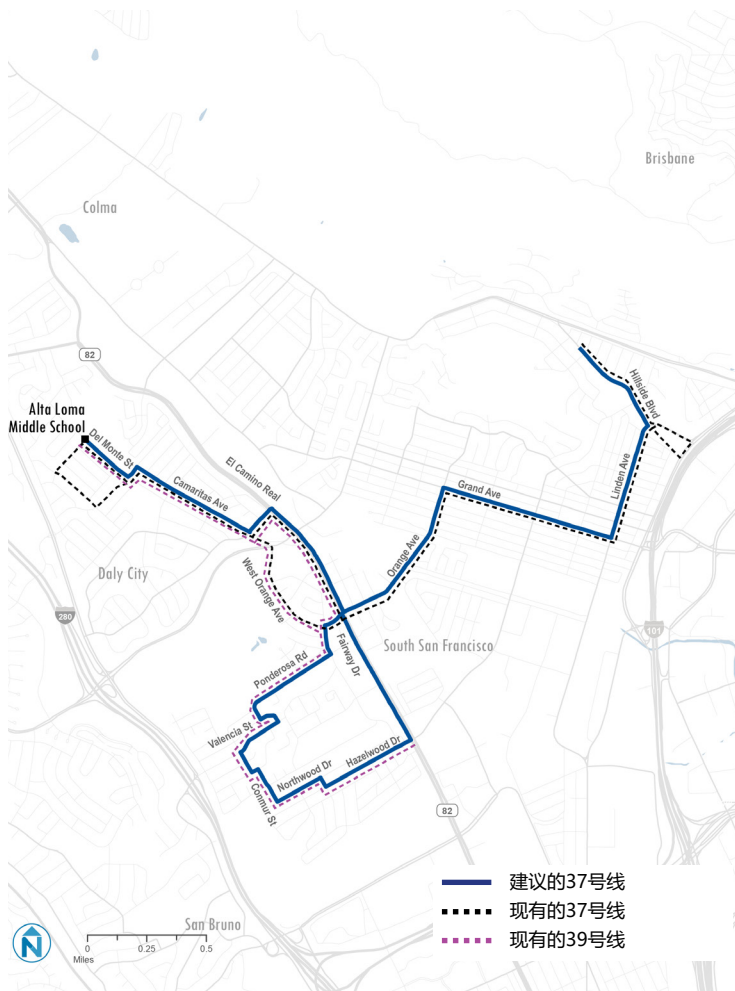 Brisbane
Colma
82
Hillside Blvd
Alta Loma
Middle School
Del Monte St
El Camino Real
Camaritas Ave
Grand Ave
Linden Ave
Orange Ave
Daly City
West Orange Ave
280
101
South San Francisco
Fairway Dr
Ponderosa Rd
Valencia St
Hazelwood Dr
Northwood Dr
Conmur St
82
建议的37号线
现有的37号线
现有的39号线
San Bruno
N
0 0.25 0.5
Miles